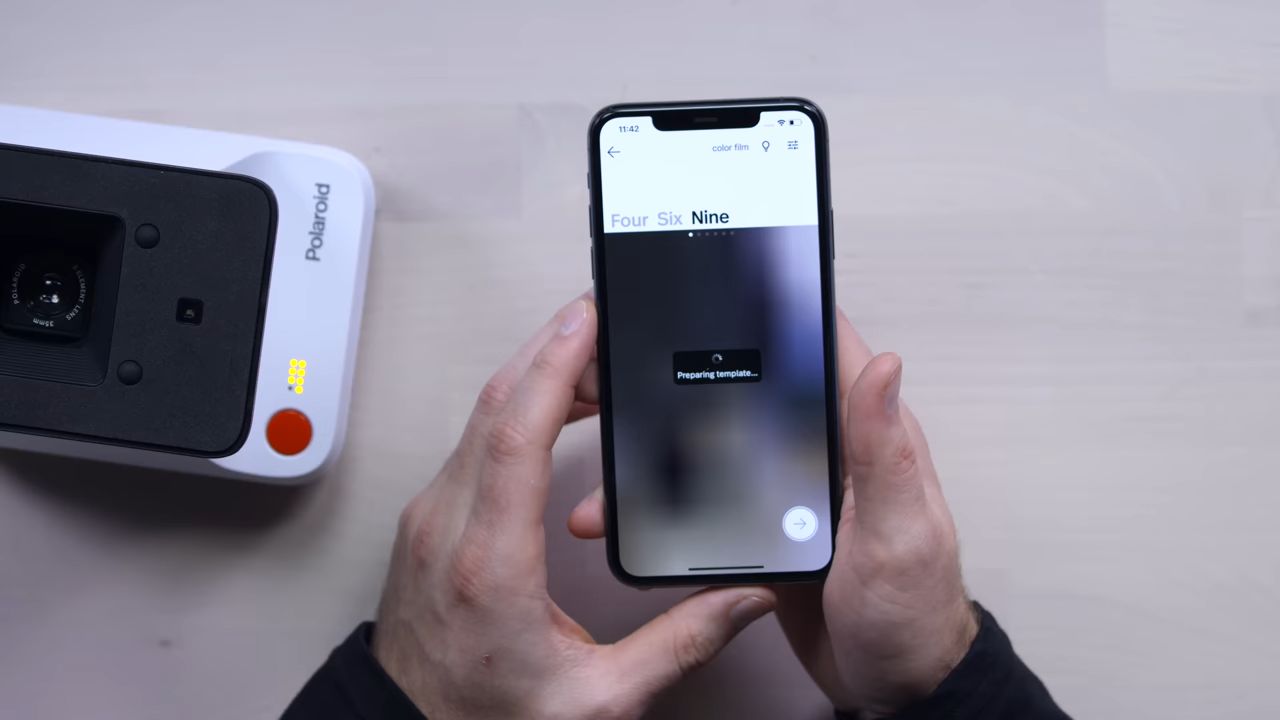 11:42
color film
Four Six Nine
Preparing template...
Polaroid
POLAROID
ELEMENT LENS
35mm